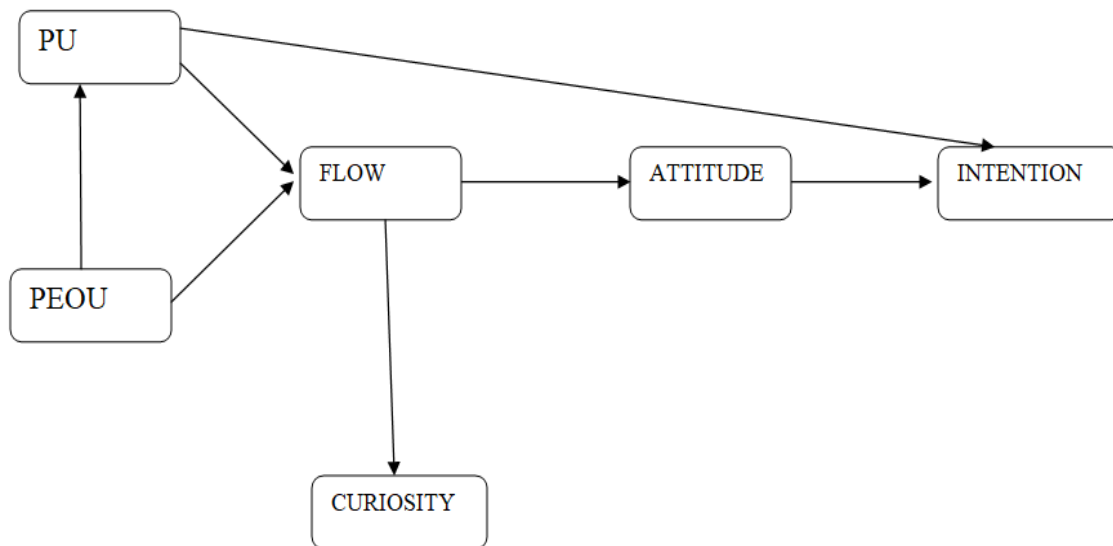 PU
FLOW
ATTITUDE
INTENTION
PEOU
CURIOSITY